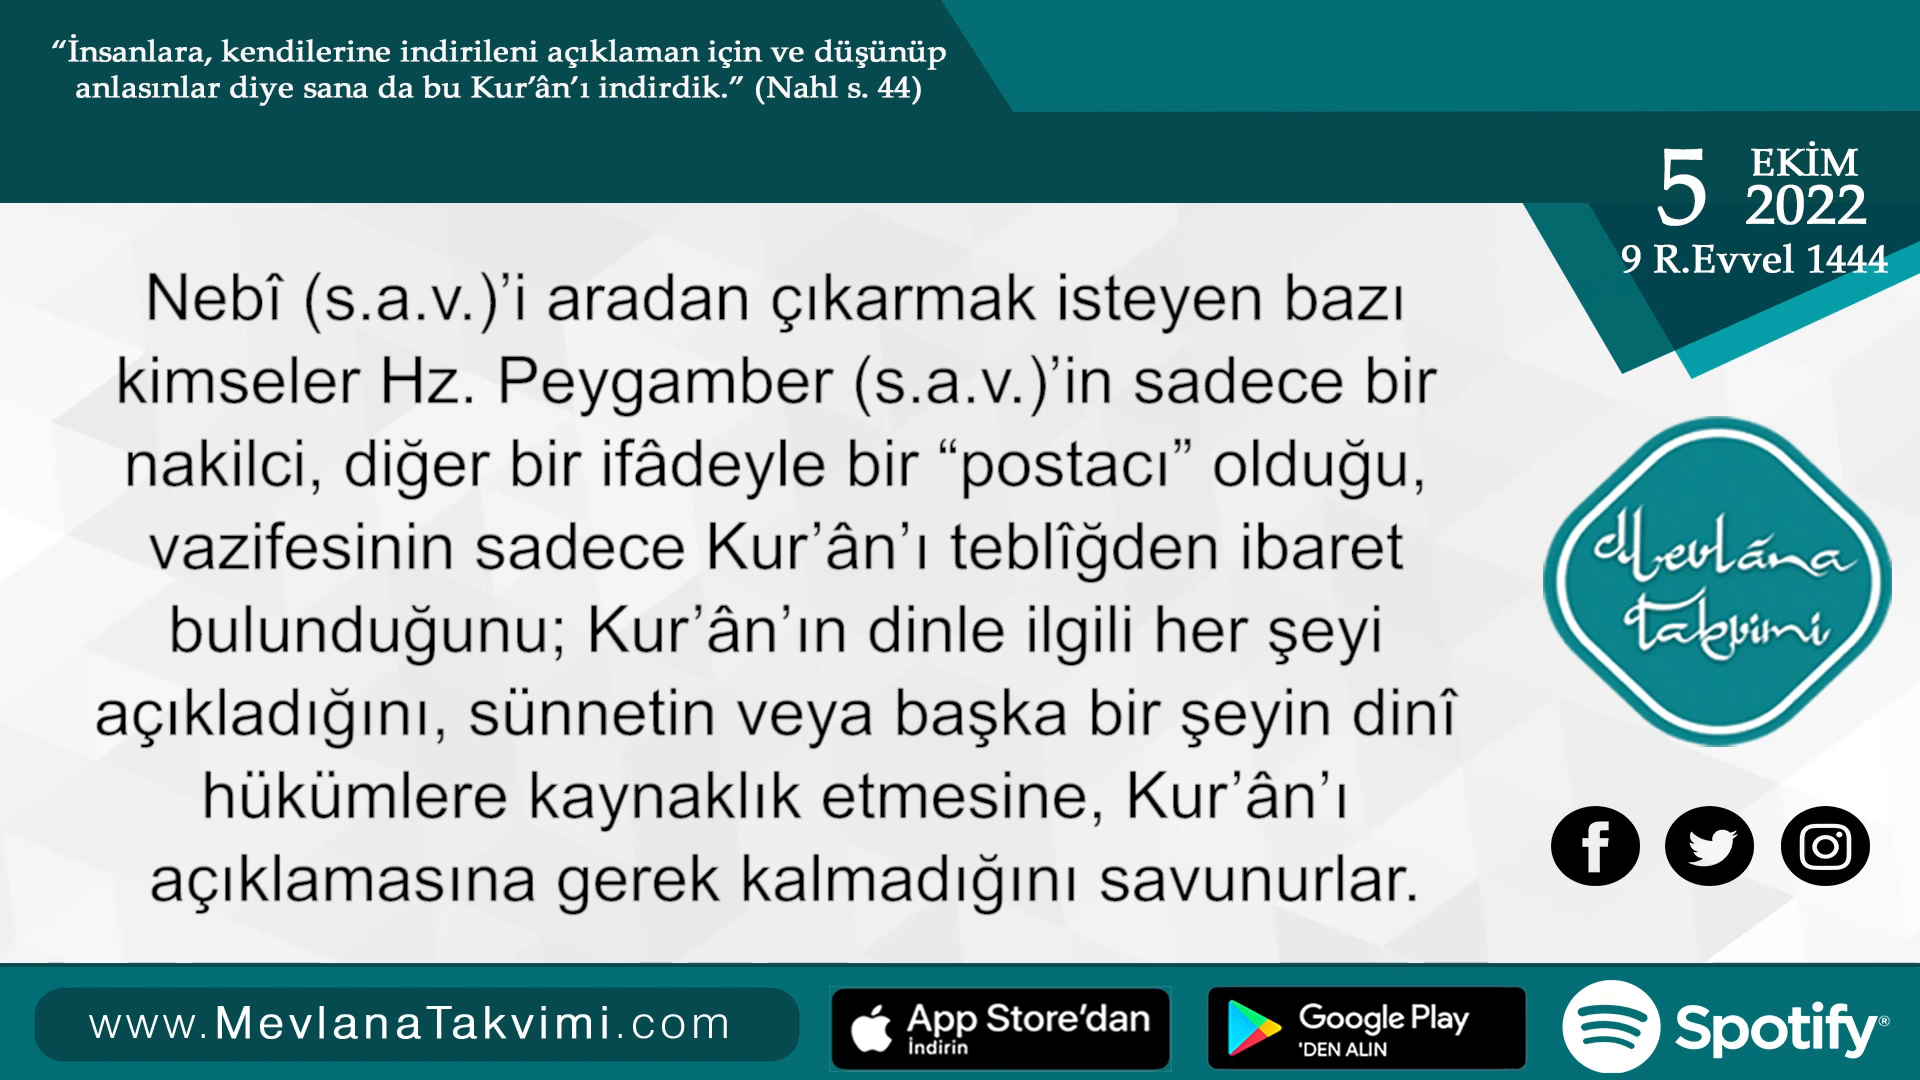 “İnsanlara, kendilerine indirileni açıklaman için ve düşünüp
anlasınlar diye sana da bu Kur’ân’ı indirdik.” (Nahl s. 44)
5 EKİM
2022
9 R.Evvel 1444
Nebî (s.a.v.)’i aradan çıkarmak isteyen bazı
kimseler Hz. Peygamber (s.a.v.)’in sadece bir
nakilci, diğer bir ifâdeyle bir “postacı” olduğu,
vazifesinin sadece Kur’ân’ı teblîğden ibaret
bulunduğunu; Kur’ân’ın dinle ilgili her şeyi
açıkladığını, sünnetin veya başka bir şeyin dinî
hükümlere kaynaklık etmesine, Kur’ân’ı
açıklamasına gerek kalmadığını savunurlar.
Mevlâna
Takvimi
www.MevlanaTakvimi.com
App Store’dan
İndirin
Google Play
'DEN ALIN
Spotify®